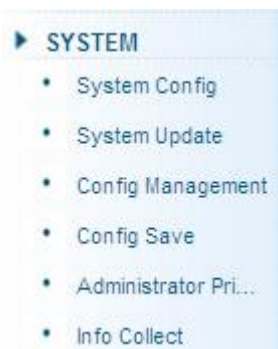 SYSTEM
System Config
System Update
Config Management
Config Save
Administrator Pri...
Info Collect